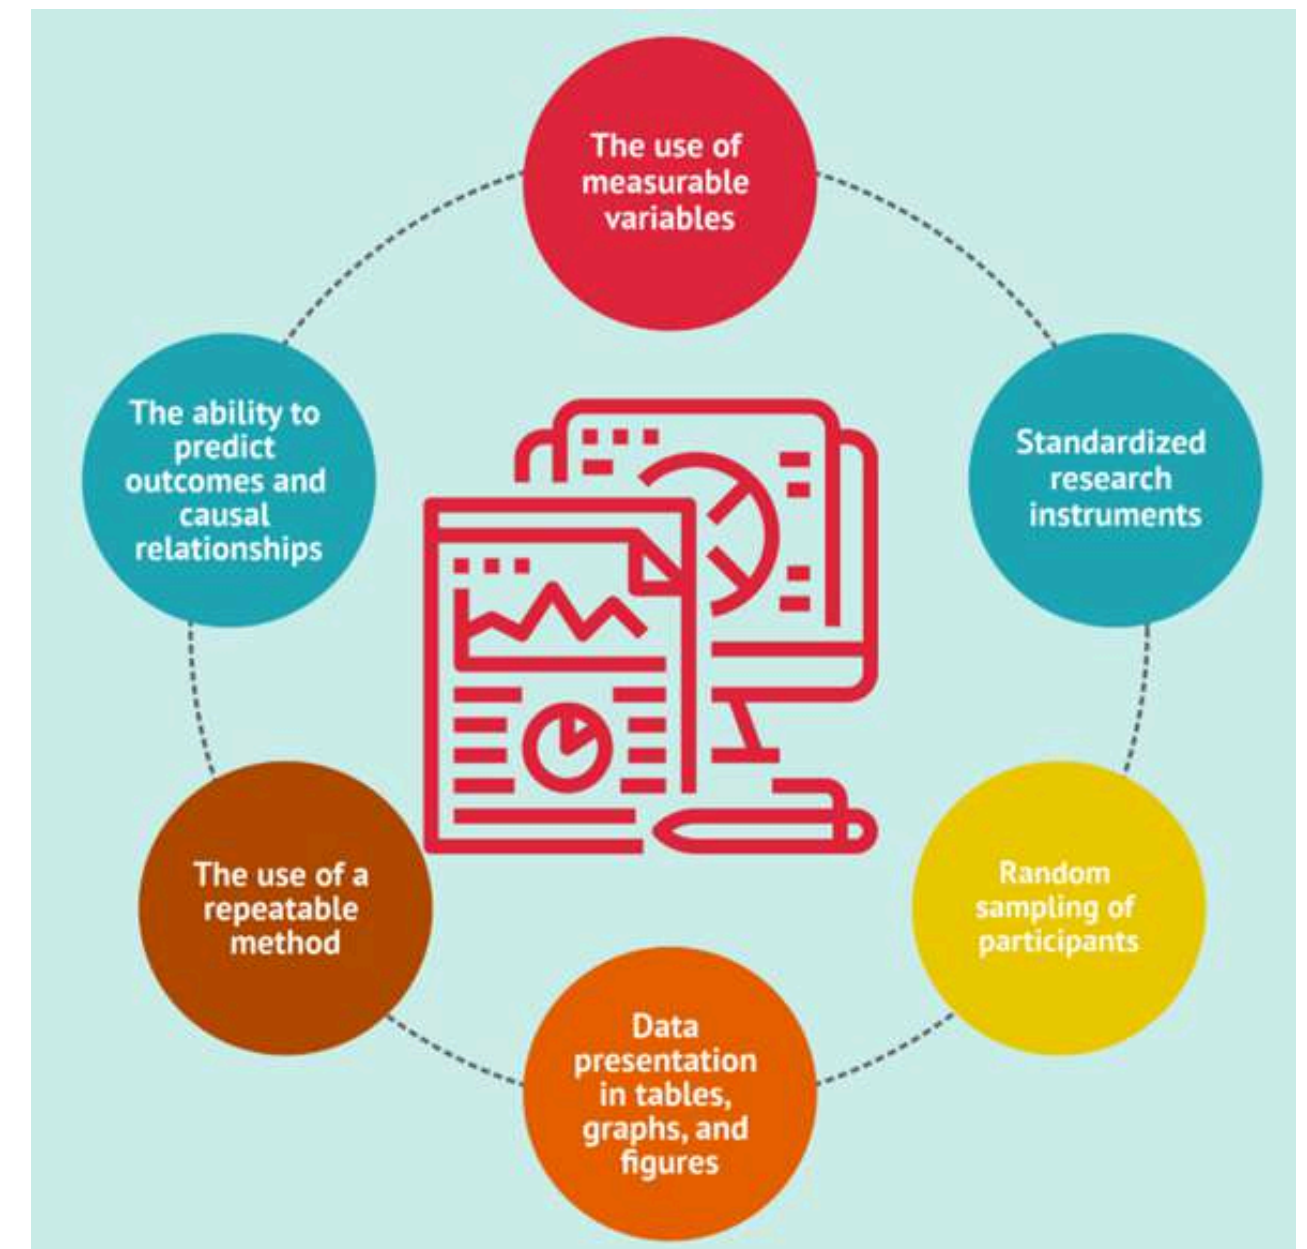 The use of
measurable
variables
Standardized
research
instruments
Random
sampling of
participants
Data
presentation
in tables,
graphs, and
figures
The use of a
repeatable
method
The ability to
predict
outcomes and
causal
relationships